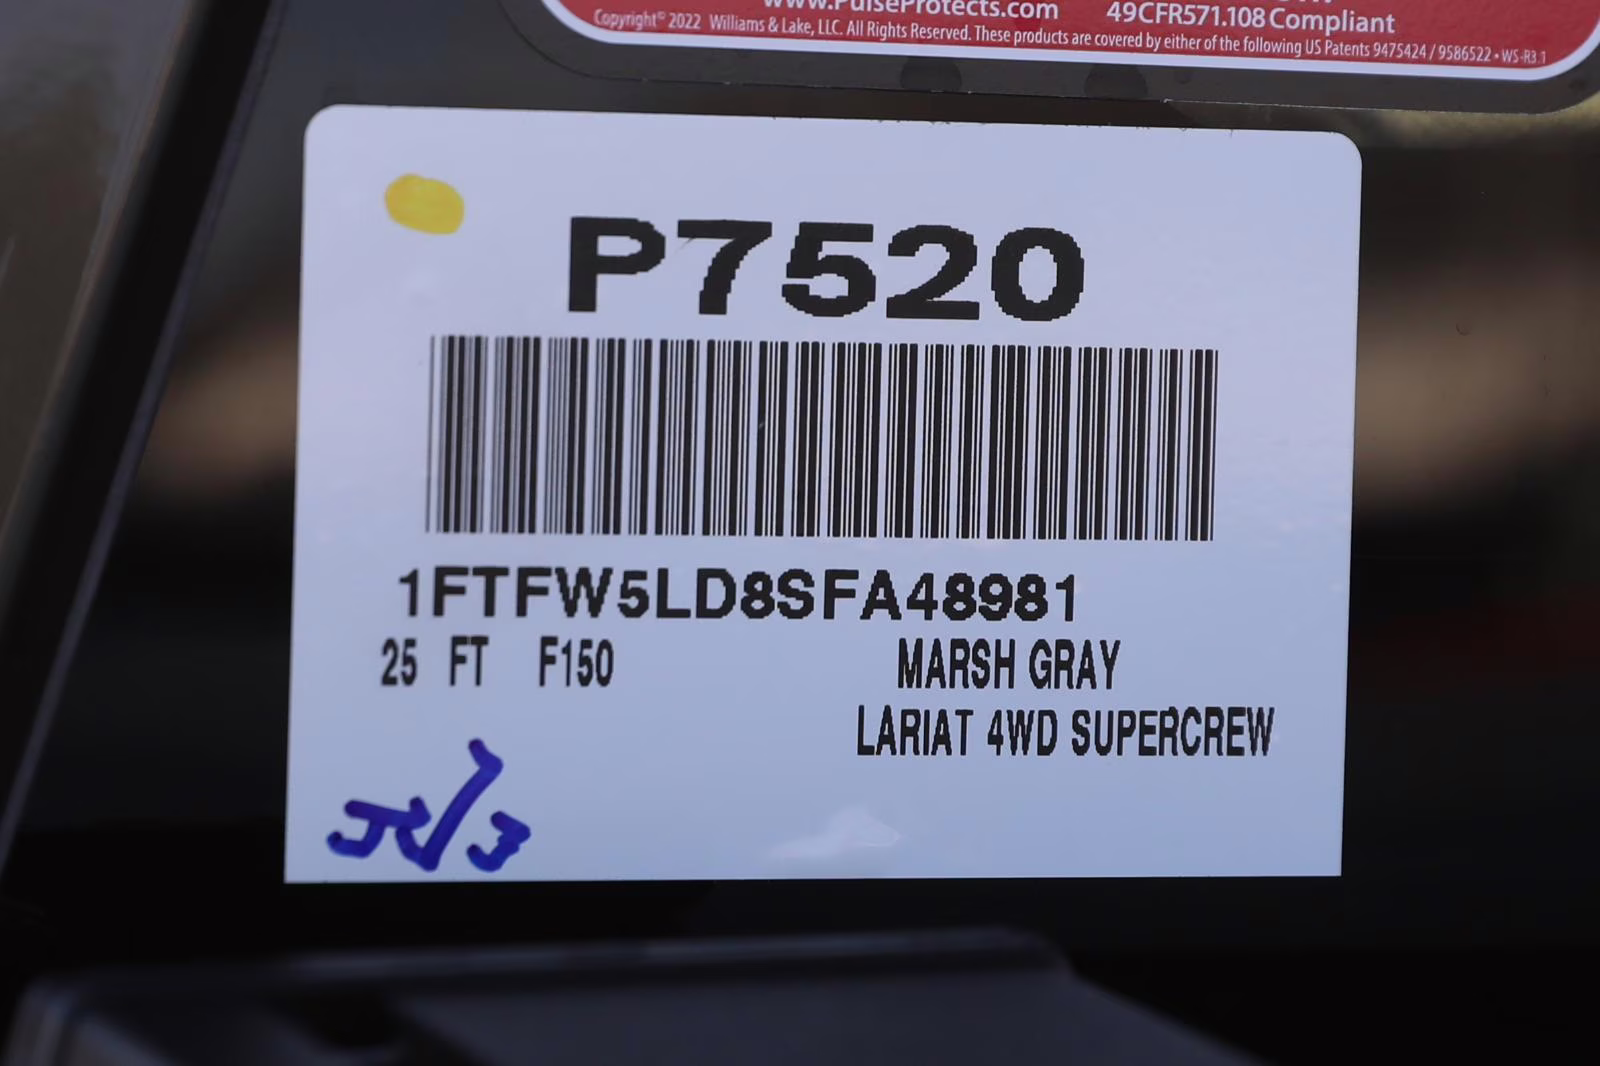 www.PulseProtects.com 49CFR571.108 Compliant
Copyright© 2022 Williams & Lake, LLC. All Rights Reserved. These products are covered by either of the following US Patents 9475424 / 9586522 • WS-R3.1
P7520
1FTFW5LD8SFA48981
25 FT F150 MARSH GRAY
LARIAT 4WD SUPERCREW